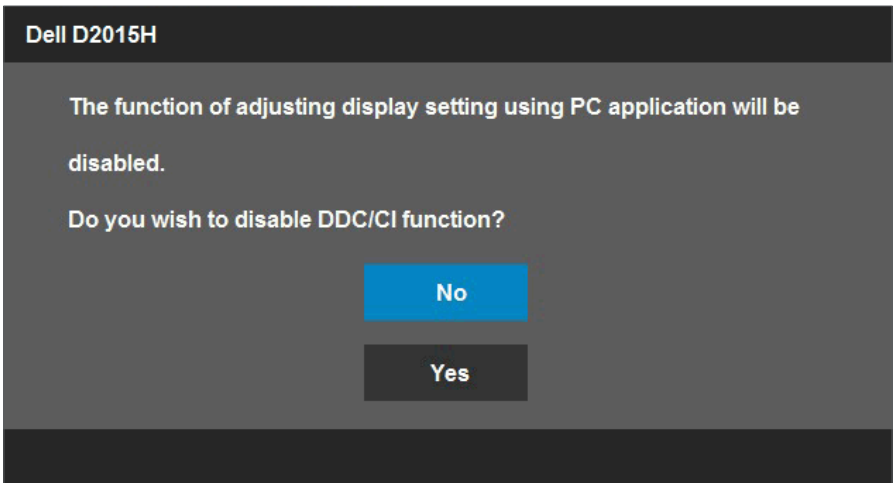 Dell D2015H
The function of adjusting display setting using PC application will be
disabled.
Do you wish to disable DDC/CI function?
No
Yes